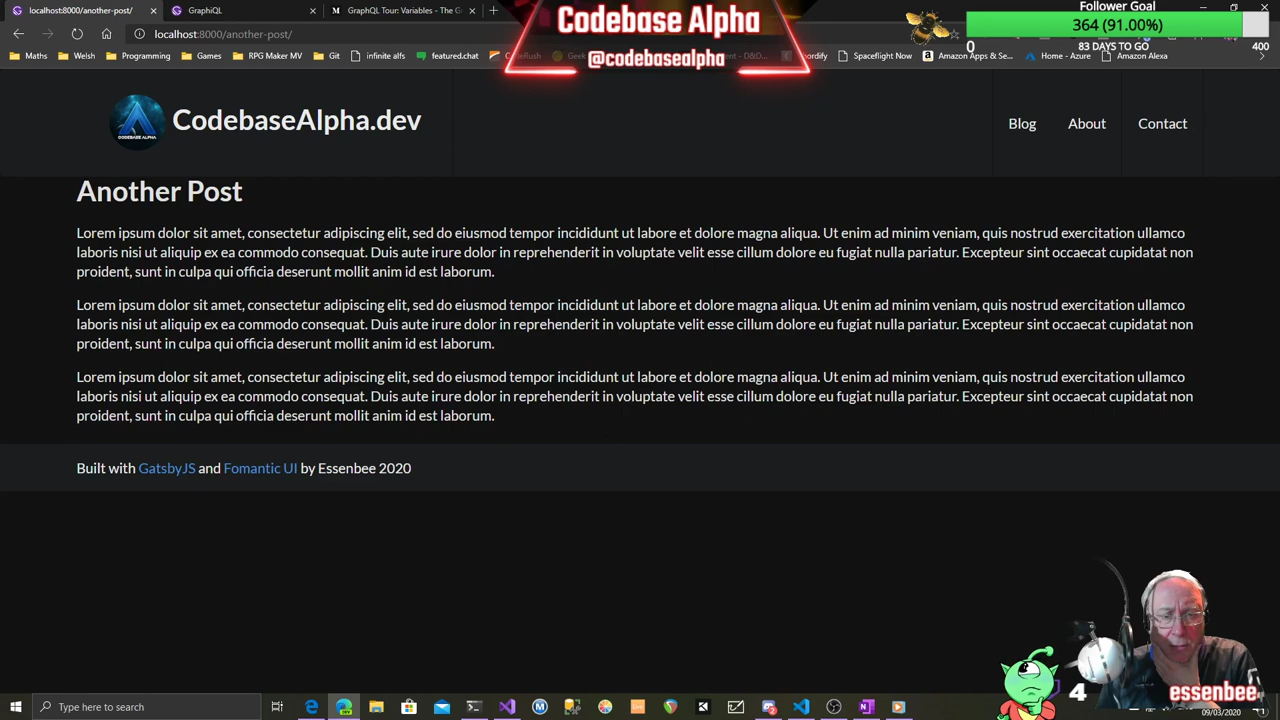 localhost:8000/another-post/
GraphiQL
GraphQL Tour: Variables - The G
Codebase Alpha
@codebasealpha
Follower Goal
364 (91.00%)
0
83 DAYS TO GO
400
localhost:8000/another-post/
Maths
Welsh
Programming
Games
RPG Maker MV
Git
infinite alfs
featured.chat
Spaceflight Now
Amazon Apps & Se...
Home - Azure
Amazon Alexa
CODEBASE ALPHA
CodebaseAlpha.dev
Blog
About
Contact
Another Post
Lorem ipsum dolor sit amet, consectetur adipiscing elit, sed do eiusmod tempor incididunt ut labore et dolore magna aliqua. Ut enim ad minim veniam, quis nostrud exercitation ullamco
laboris nisi ut aliquip ex ea commodo consequat. Duis aute irure dolor in reprehenderit in voluptate velit esse cillum dolore eu fugiat nulla pariatur. Excepteur sint occaecat cupidatat non
proident, sunt in culpa qui officia deserunt mollit anim id est laborum.
Lorem ipsum dolor sit amet, consectetur adipiscing elit, sed do eiusmod tempor incididunt ut labore et dolore magna aliqua. Ut enim ad minim veniam, quis nostrud exercitation ullamco
laboris nisi ut aliquip ex ea commodo consequat. Duis aute irure dolor in reprehenderit in voluptate velit esse cillum dolore eu fugiat nulla pariatur. Excepteur sint occaecat cupidatat non
proident, sunt in culpa qui officia deserunt mollit anim id est laborum.
Lorem ipsum dolor sit amet, consectetur adipiscing elit, sed do eiusmod tempor incididunt ut labore et dolore magna aliqua. Ut enim ad minim veniam, quis nostrud exercitation ullamco
laboris nisi ut aliquip ex ea commodo consequat. Duis aute irure dolor in reprehenderit in voluptate velit esse cillum dolore eu fugiat nulla pariatur. Excepteur sint occaecat cupidatat non
proident, sunt in culpa qui officia deserunt mollit anim id est laborum.
Built with GatsbyJS and Fomantic UI by Essenbee 2020
4
essenbee
Type here to search
09/03/2020